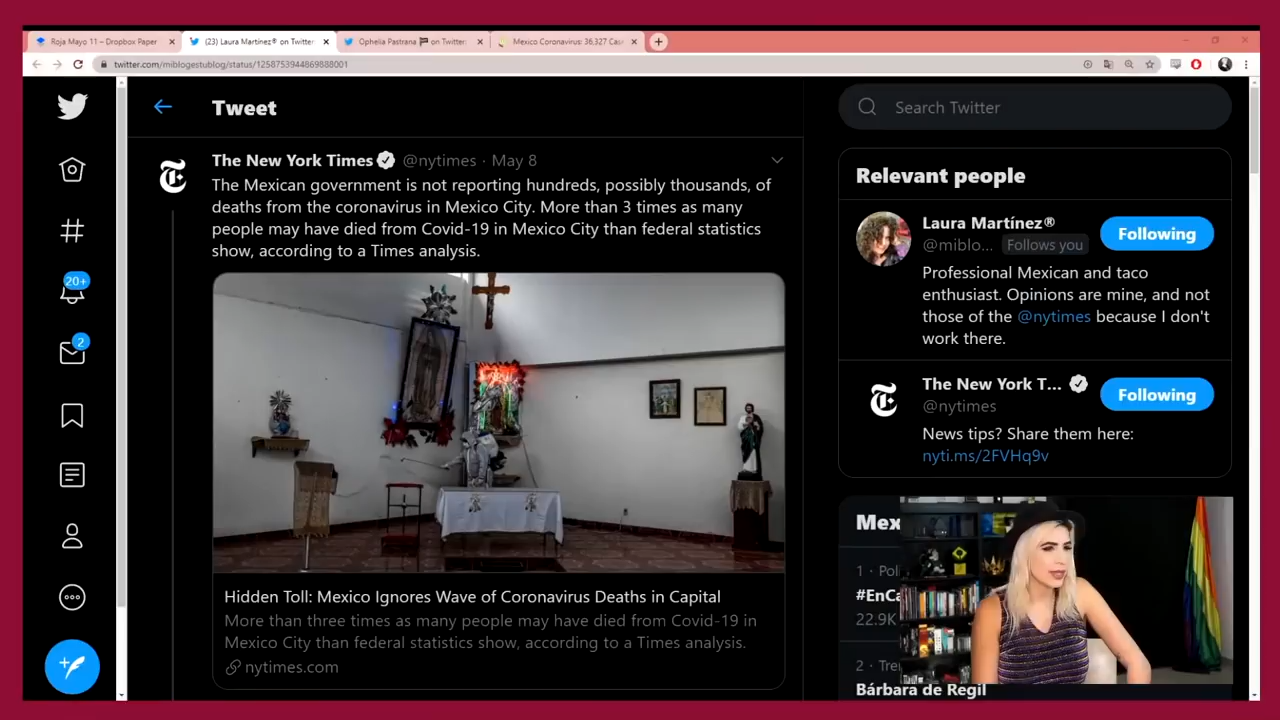 Roja Mayo 11 – Dropbox Paper
(23) Laura Martínez® on Twitter
Ophelia Pastrana 🏴 on Twitter:
Mexico Coronavirus: 36,327 Cas
twitter.com/miblogestublog/status/1258753944869888001
Tweet
Search Twitter
The New York Times @nytimes · May 8
The Mexican government is not reporting hundreds, possibly thousands, of
deaths from the coronavirus in Mexico City. More than 3 times as many
people may have died from Covid-19 in Mexico City than federal statistics
show, according to a Times analysis.
Hidden Toll: Mexico Ignores Wave of Coronavirus Deaths in Capital
More than three times as many people may have died from Covid-19 in
Mexico City than federal statistics show, according to a Times analysis.
nytimes.com
20+
2
Relevant people
Laura Martínez®
@miblo... Follows you
Following
Professional Mexican and taco
enthusiast. Opinions are mine, and not
those of the @nytimes because I don't
work there.
The New York T...
@nytimes
Following
News tips? Share them here:
nyti.ms/2FVHq9v
Mex
1 · Pol
#EnCa
22.9K
2 · Tre
Bárbara de Regil